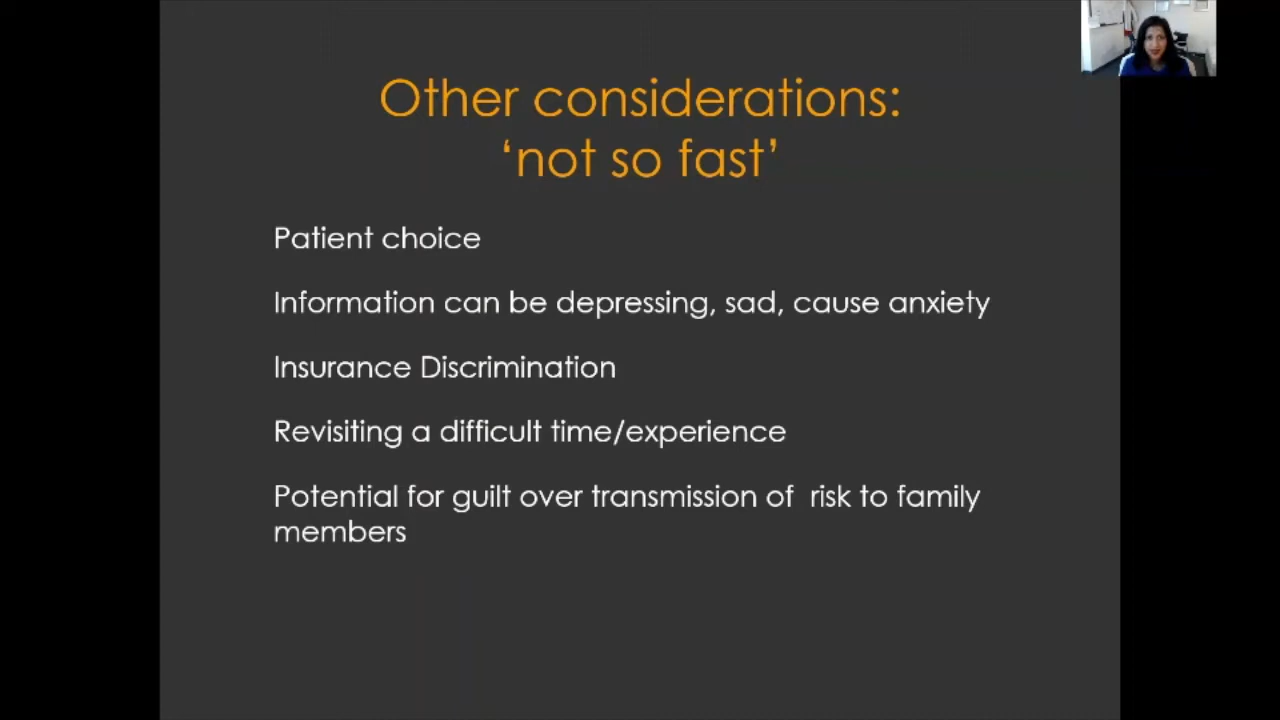 Other considerations:
‘not so fast’
Patient choice
Information can be depressing, sad, cause anxiety
Insurance Discrimination
Revisiting a difficult time/experience
Potential for guilt over transmission of  risk to family
members